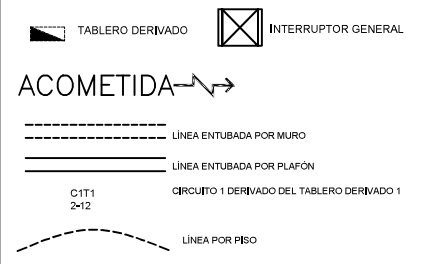 TABLERO DERIVADO
INTERRUPTOR GENERAL
ACOMETIDA
LÍNEA ENTUBADA POR MURO
LÍNEA ENTUBADA POR PLAFÓN
C1T1
2-12
CIRCUITO 1 DERIVADO DEL TABLERO DERIVADO 1
LÍNEA POR PISO